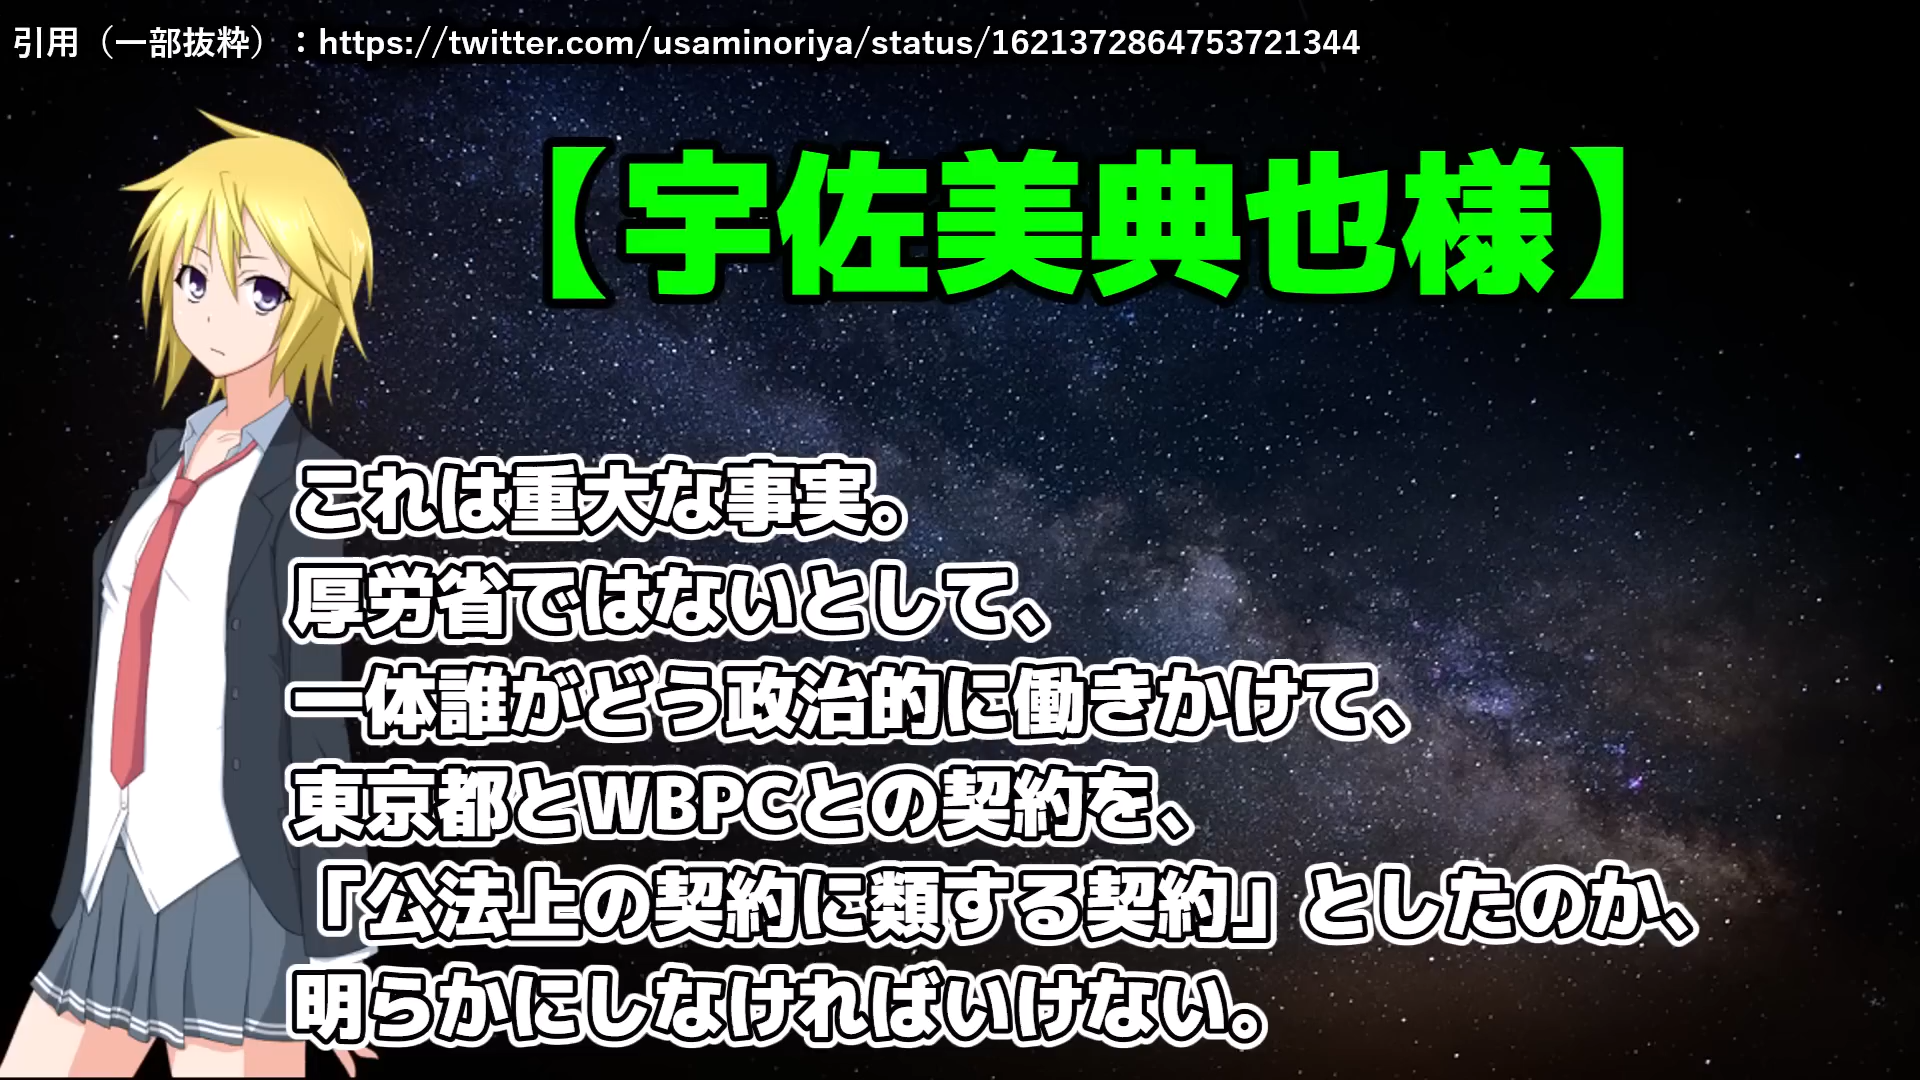 引用（一部抜粋）：https://twitter.com/usaminoriya/status/1621372864753721344
【宇佐美典也様】
これは重大な事実。
厚労省ではないとして、
一体誰がどう政治的に働きかけて、
東京都とWBPCとの契約を、
「公法上の契約に類する契約」としたのか、
明らかにしなければいけない。